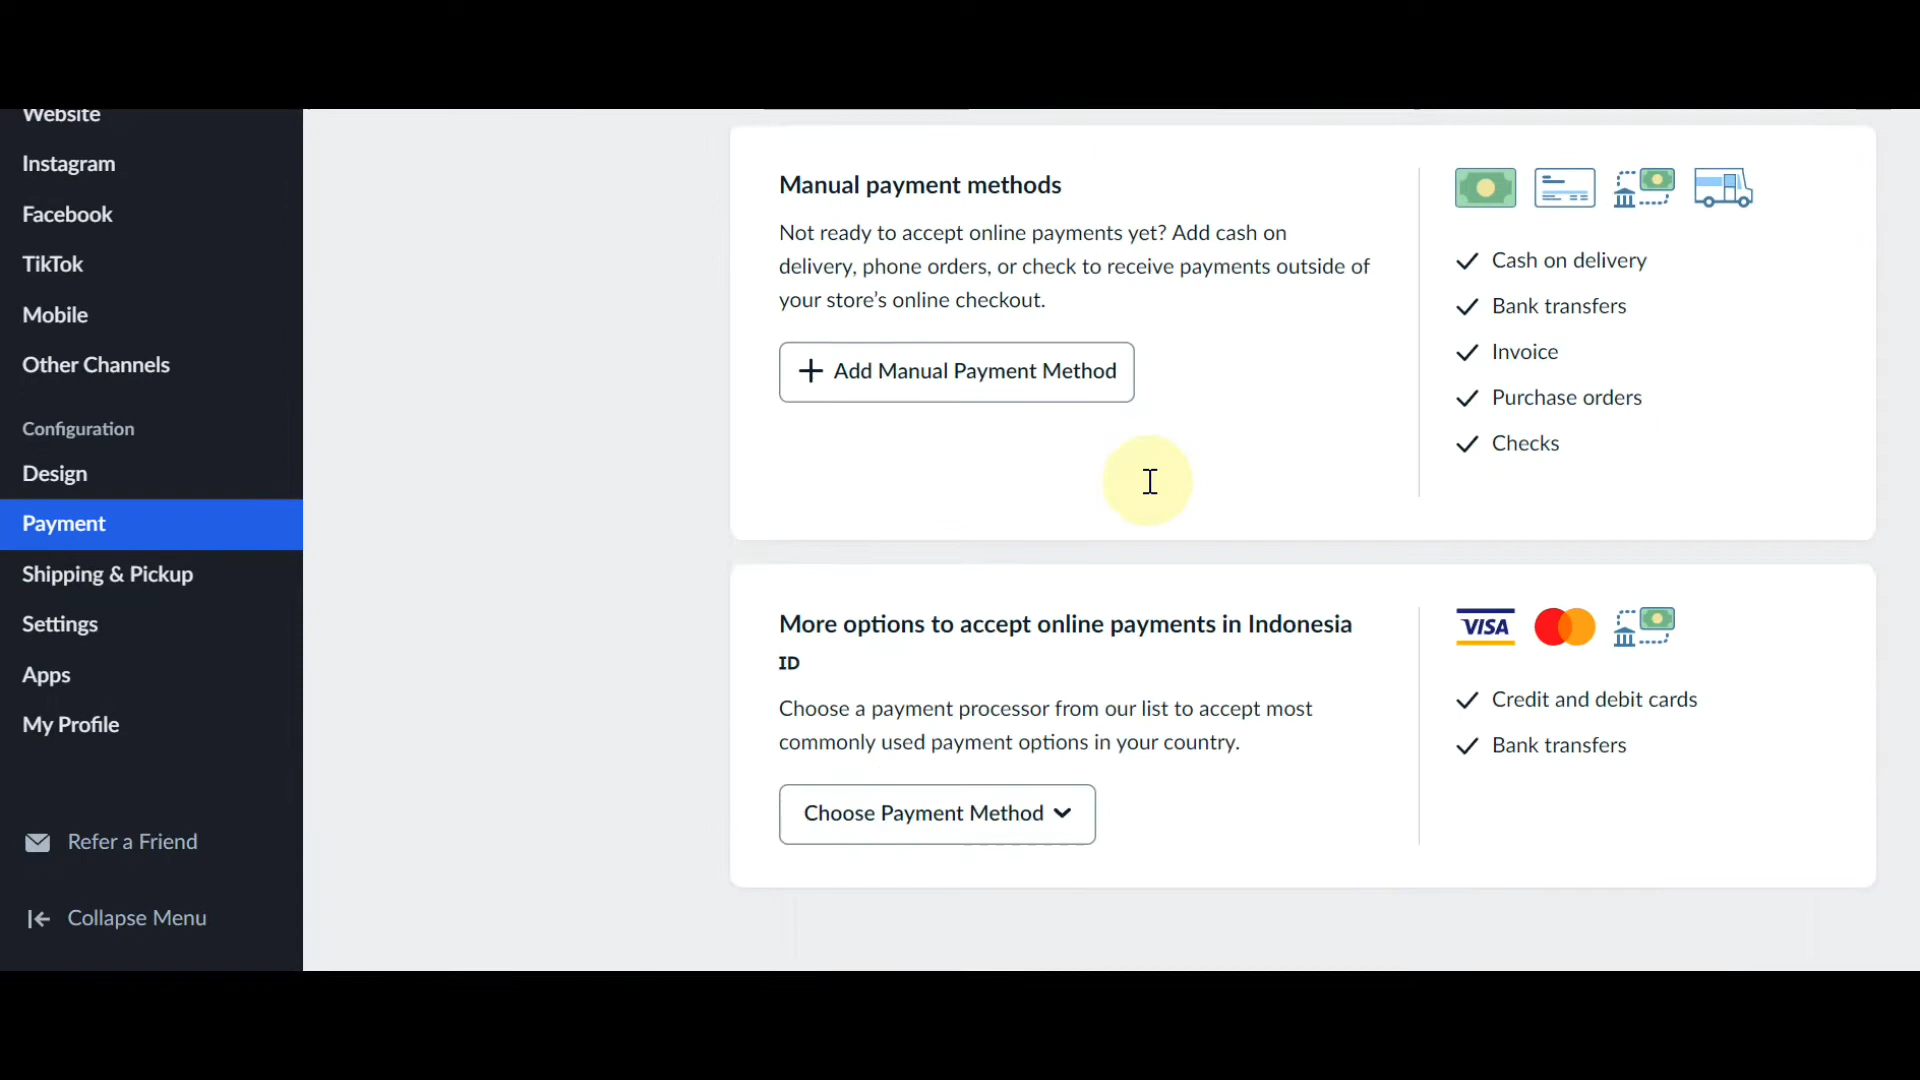 Website
Instagram
Facebook
TikTok
Mobile
Other Channels
Configuration
Design
Payment
Shipping & Pickup
Settings
Apps
My Profile
Refer a Friend
Collapse Menu
Manual payment methods
Not ready to accept online payments yet? Add cash on
delivery, phone orders, or check to receive payments outside of
your store’s online checkout.
Add Manual Payment Method
Cash on delivery
Bank transfers
Invoice
Purchase orders
Checks
More options to accept online payments in Indonesia
ID
Choose a payment processor from our list to accept most
commonly used payment options in your country.
Choose Payment Method
VISA
Credit and debit cards
Bank transfers